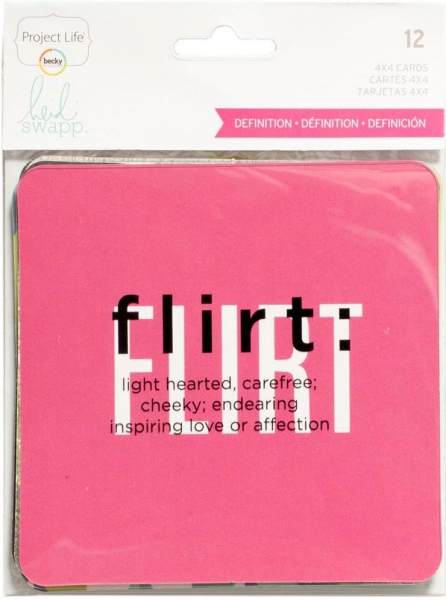 Project Life®
becky
heidi
swapp.
12
4X4 CARDS
CARTES 4X4
TARJETAS 4X4
DEFINITION • DÉFINITION • DEFINICIÓN
flirt:
FLIRT
light hearted, carefree;
cheeky; endearing
inspiring love or affection